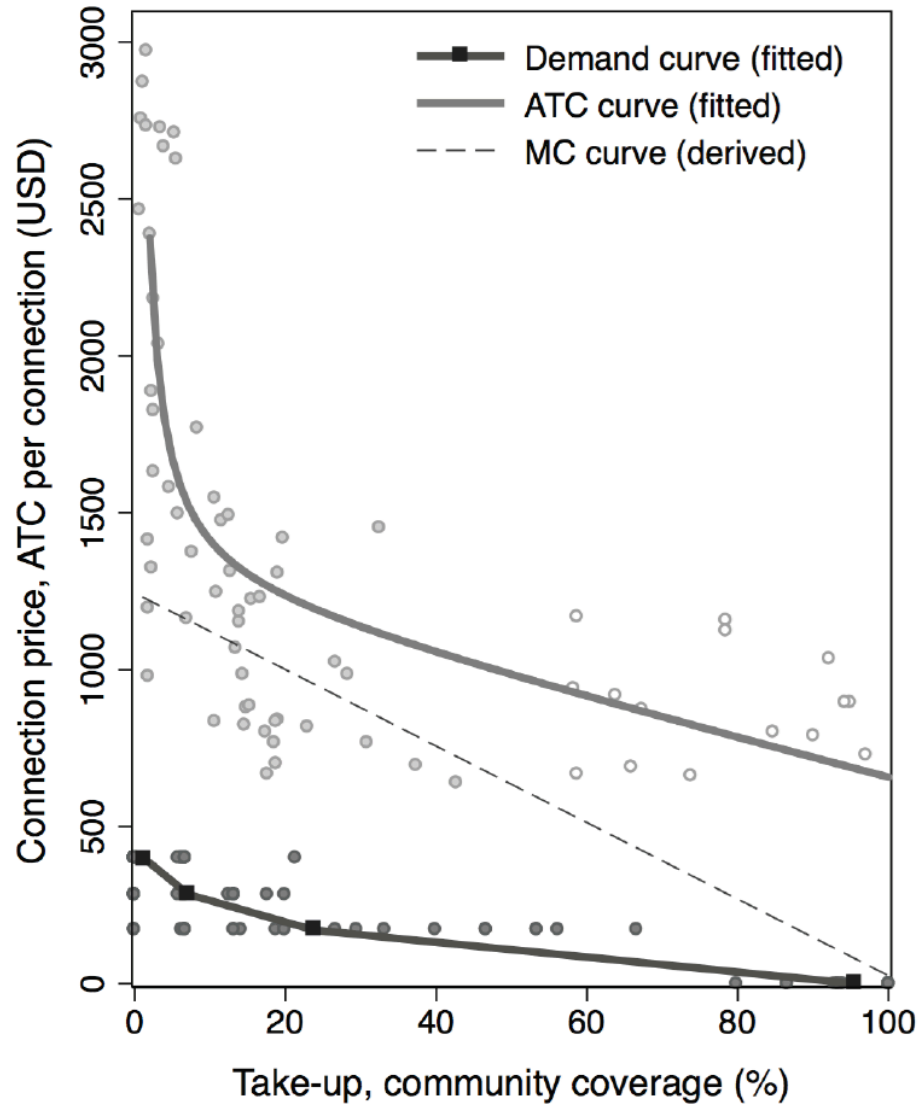 Demand curve (fitted)
ATC curve (fitted)
MC curve (derived)
Connection price, ATC per connection (USD)
3000
2500
2000
1500
1000
500
0
0 20 40 60 80 100
Take-up, community coverage (%)